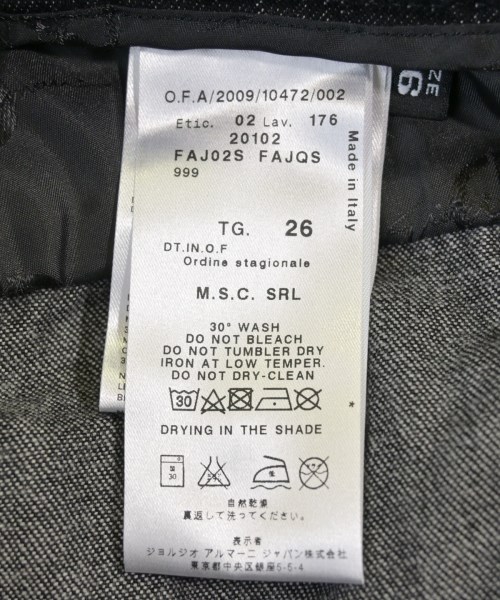 O.F.A/2009/10472/002
Etic. 02 Lav. 176
20102
FAJ02S FAJQS
999
Made in Italy
TG. 26
DT.IN.O.F
Ordine stagionale
M.S.C. SRL
30° WASH
DO NOT BLEACH
DO NOT TUMBLER DRY
IRON AT LOW TEMPER.
DO NOT DRY-CLEAN
30
*
DRYING IN THE SHADE
30
自然乾燥
裏返して洗ってください。
表示者
ジョルジオ アルマーニ ジャパン株式会社
東京都中央区銀座5-5-4